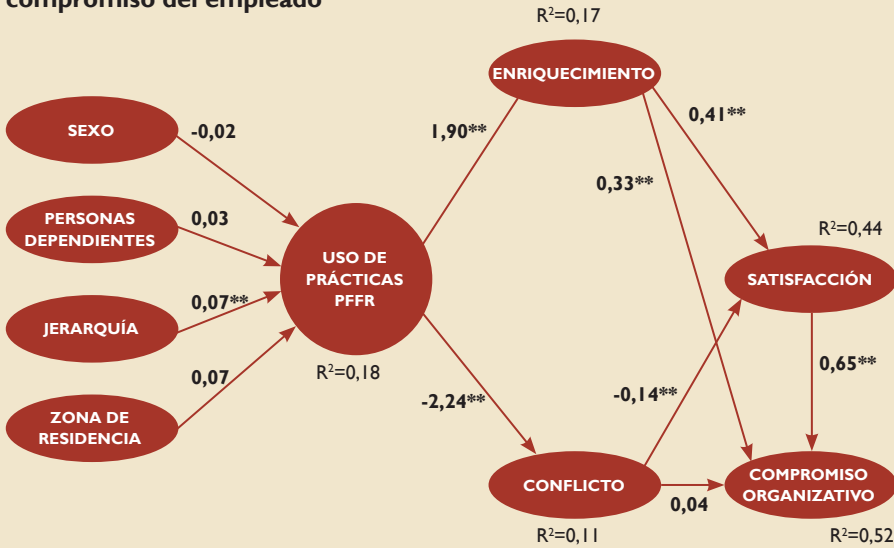 compromiso del empleado
R²=0,17
ENRIQUECIMIENTO
SEXO
-0,02
1,90**
0,41**
0,33**
PERSONAS
DEPENDIENTES
0,03
USO DE
PRÁCTICAS
PFFR
R²=0,44
SATISFACCIÓN
JERARQUÍA
0,07**
R²=0,18
0,07
0,65**
-2,24**
-0,14**
ZONA DE
RESIDENCIA
CONFLICTO
0,04
COMPROMISO
ORGANIZATIVO
R²=0,11
R²=0,52